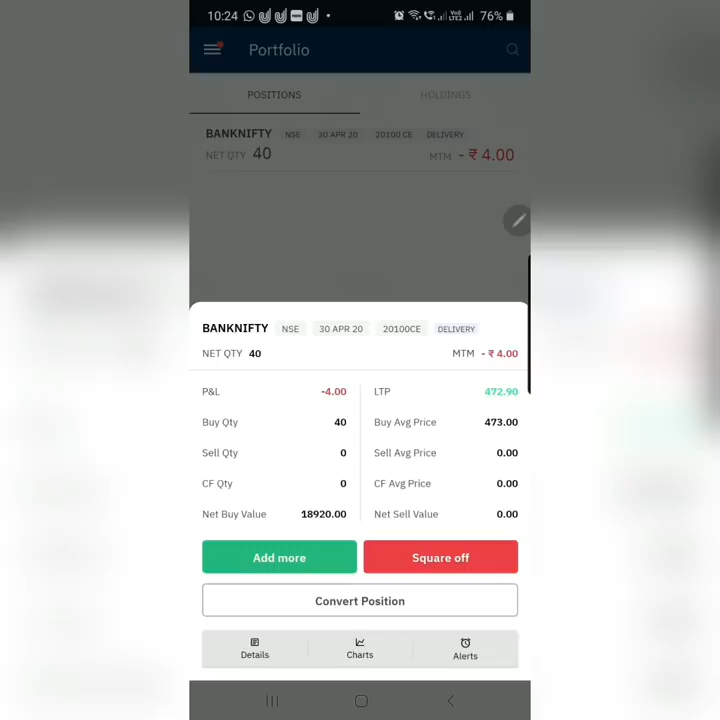 10:24 76%
Portfolio
POSITIONS HOLDINGS
BANKNIFTY NSE 30 APR 20 20100 CE DELIVERY
NET QTY 40 MTM - ₹ 4.00
BANKNIFTY NSE 30 APR 20 20100CE DELIVERY
NET QTY 40 MTM - ₹ 4.00
P&L -4.00 LTP 472.90
Buy Qty 40 Buy Avg Price 473.00
Sell Qty 0 Sell Avg Price 0.00
CF Qty 0 CF Avg Price 0.00
Net Buy Value 18920.00 Net Sell Value 0.00
Add more Square off
Convert Position
Details Charts Alerts